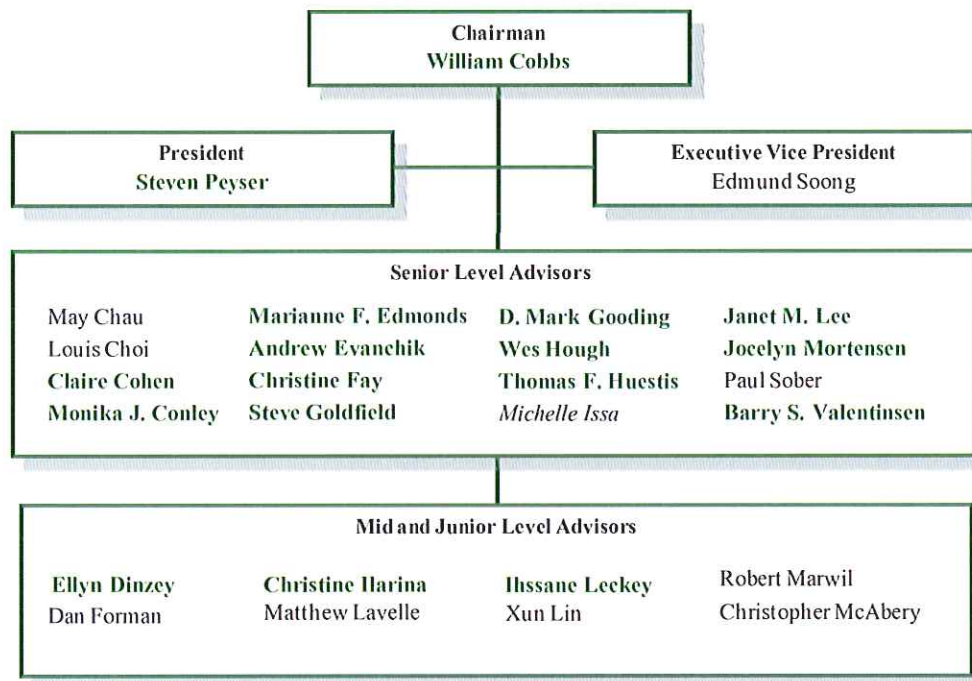 Chairman
William Cobbs
President
Steven Peyser
Executive Vice President
Edmund Soong
Senior Level Advisors
May Chau
Louis Choi
Claire Cohen
Monika J. Conley
Marianne F. Edmonds
Andrew Evanchik
Christine Fay
Steve Goldfield
D. Mark Gooding
Wes Hough
Thomas F. Huestis
Michelle Issa
Janet M. Lee
Jocelyn Mortensen
Paul Sober
Barry S. Valentinsen
Mid and Junior Level Advisors
Ellyn Dinzey
Dan Forman
Christine Ilarina
Matthew Lavelle
Ihssane Leckey
Xun Lin
Robert Marwil
Christopher McAbery